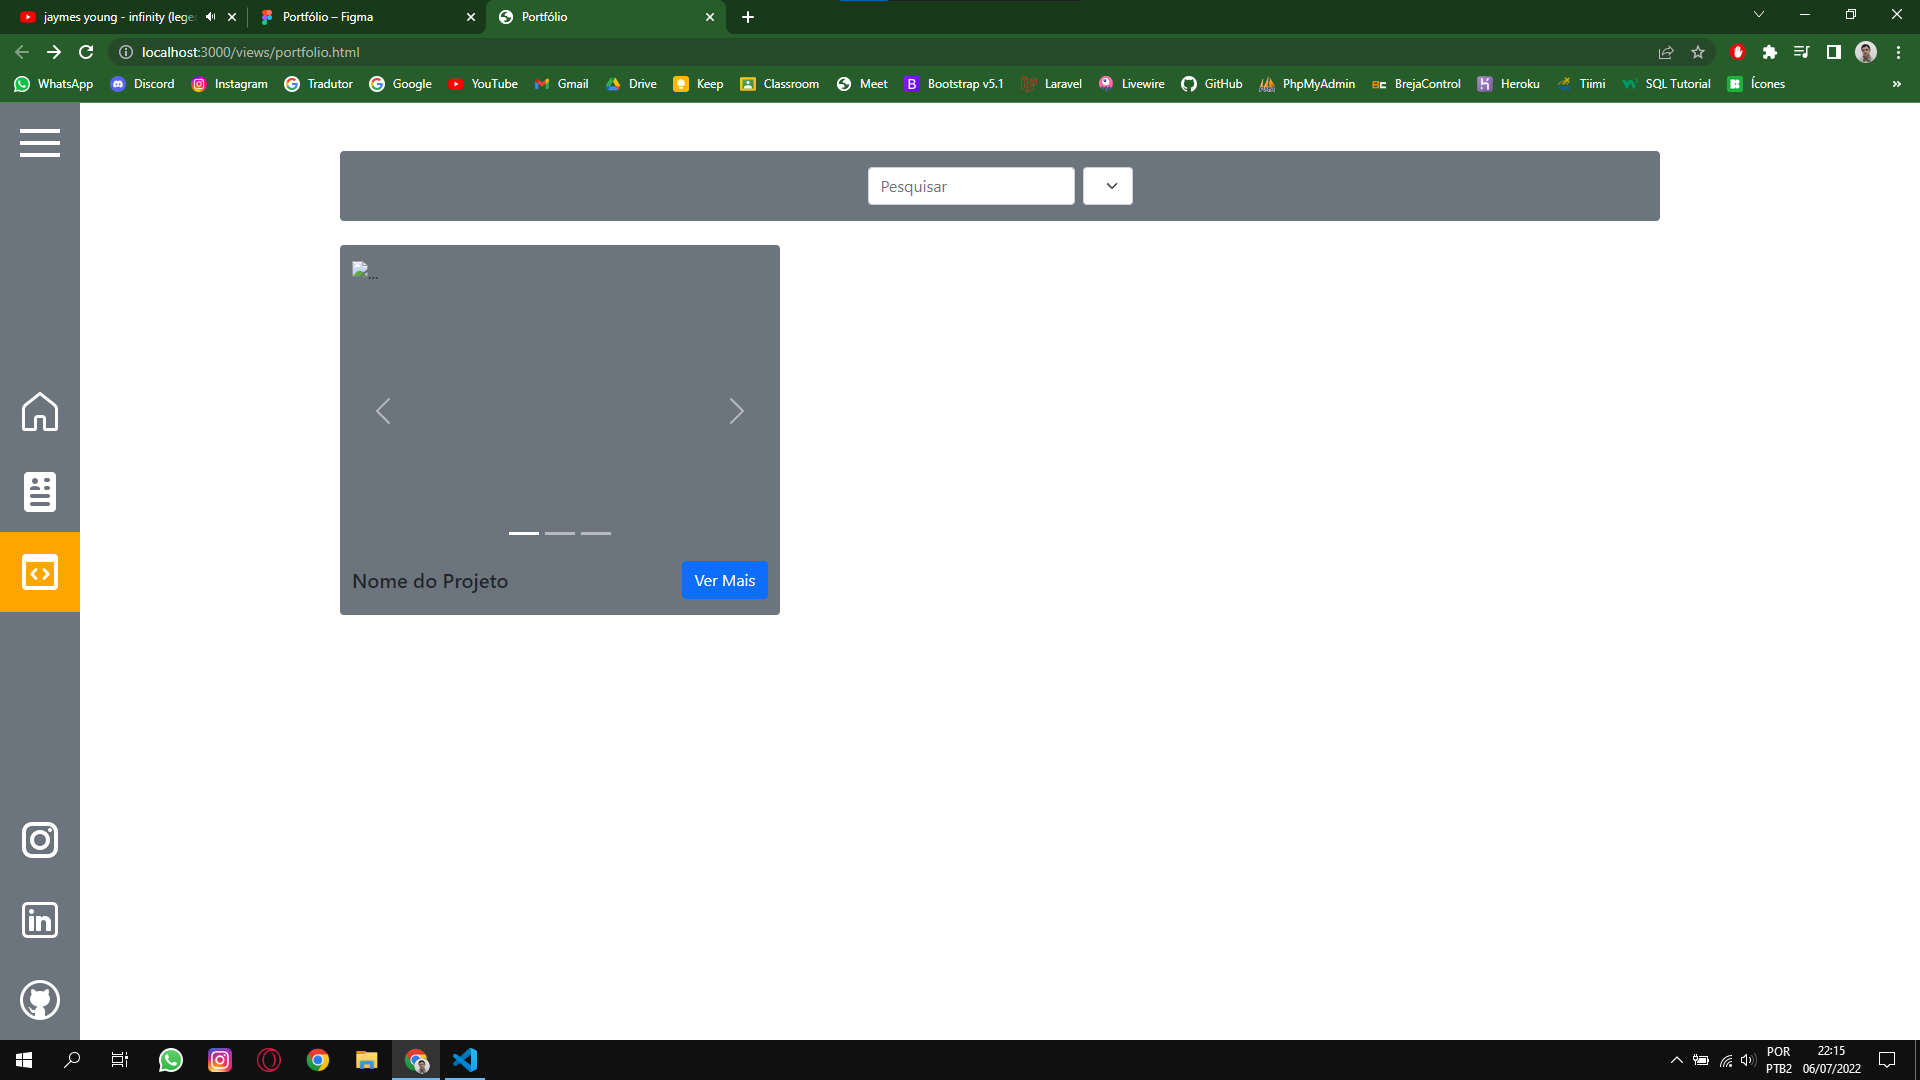 jaymes young - infinity (lege
Portfólio – Figma
Portfólio
localhost:3000/views/portfolio.html
WhatsApp
Discord
Instagram
Tradutor
Google
YouTube
Gmail
Drive
Keep
Classroom
Meet
Bootstrap v5.1
Laravel
Livewire
GitHub
PhpMyAdmin
BrejaControl
Heroku
Tiimi
SQL Tutorial
Ícones
»
Pesquisar
...
Nome do Projeto
Ver Mais
POR
PTB2
22:15
06/07/2022